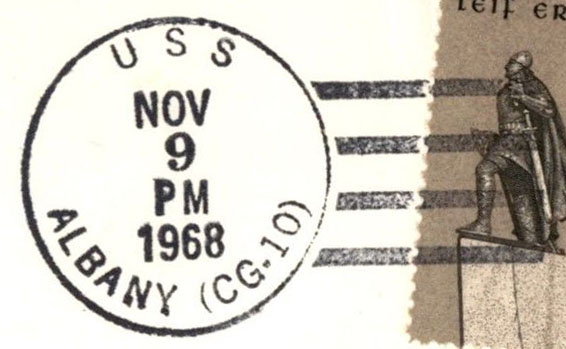 USS
NOV
9
PM
1968
ALBANY (CG-10)
LEIF ER